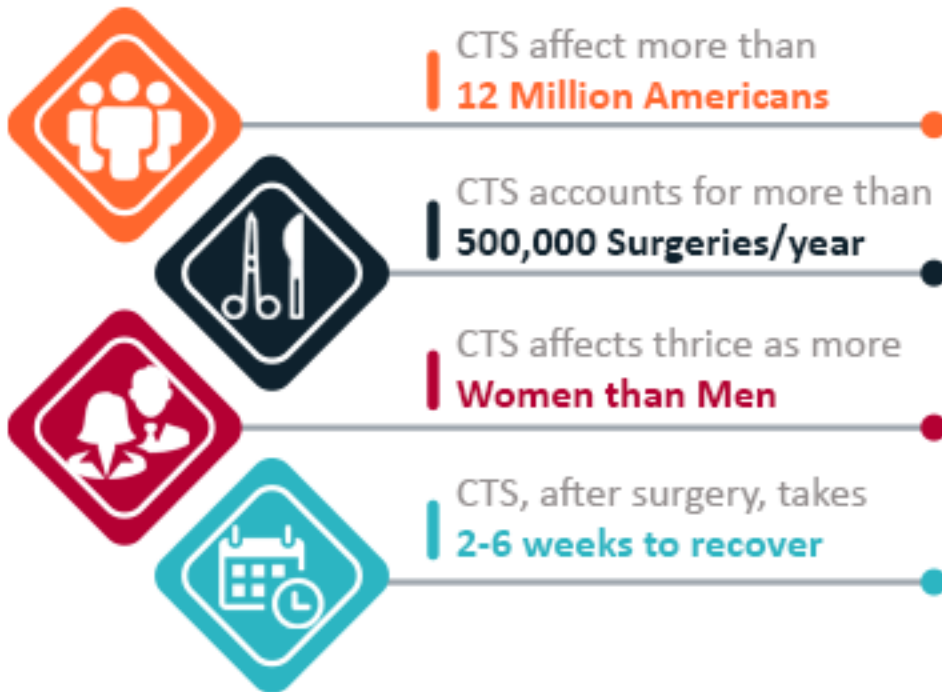 CTS affect more than
12 Million Americans
CTS accounts for more than
500,000 Surgeries/year
CTS affects thrice as more
Women than Men
CTS, after surgery, takes
2-6 weeks to recover